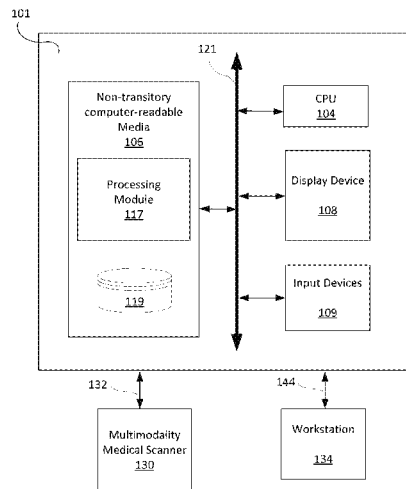 101
121
Non-transitory
computer-readable
Media
106
CPU
104
Processing
Module
117
Display Device
108
119
Input Devices
109
132
144
Multimodality
Medical Scanner
130
Workstation
134